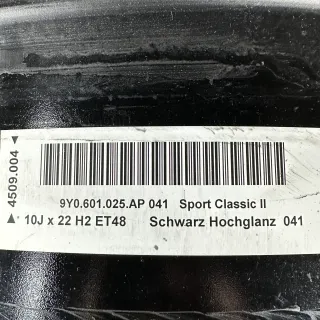 4509.004
9Y0.601.025.AP 041 Sport Classic II
10J x 22 H2 ET48 Schwarz Hochglanz 041